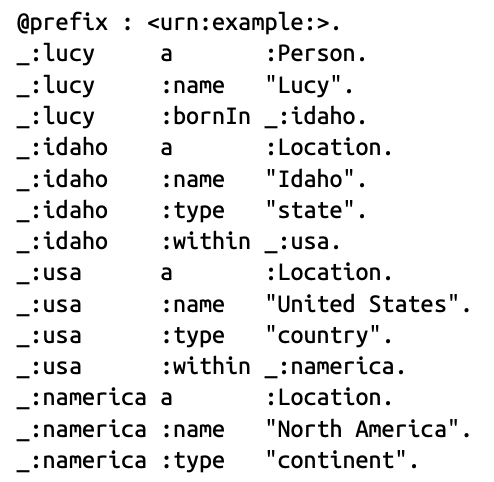 @prefix : <urn:example:>.
_:lucy     a       :Person.
_:lucy     :name   "Lucy".
_:lucy     :bornIn _:idaho.
_:idaho    a       :Location.
_:idaho    :name   "Idaho".
_:idaho    :type   "state".
_:idaho    :within _:usa.
_:usa      a       :Location.
_:usa      :name   "United States".
_:usa      :type   "country".
_:usa      :within _:namerica.
_:namerica a       :Location.
_:namerica :name   "North America".
_:namerica :type   "continent".